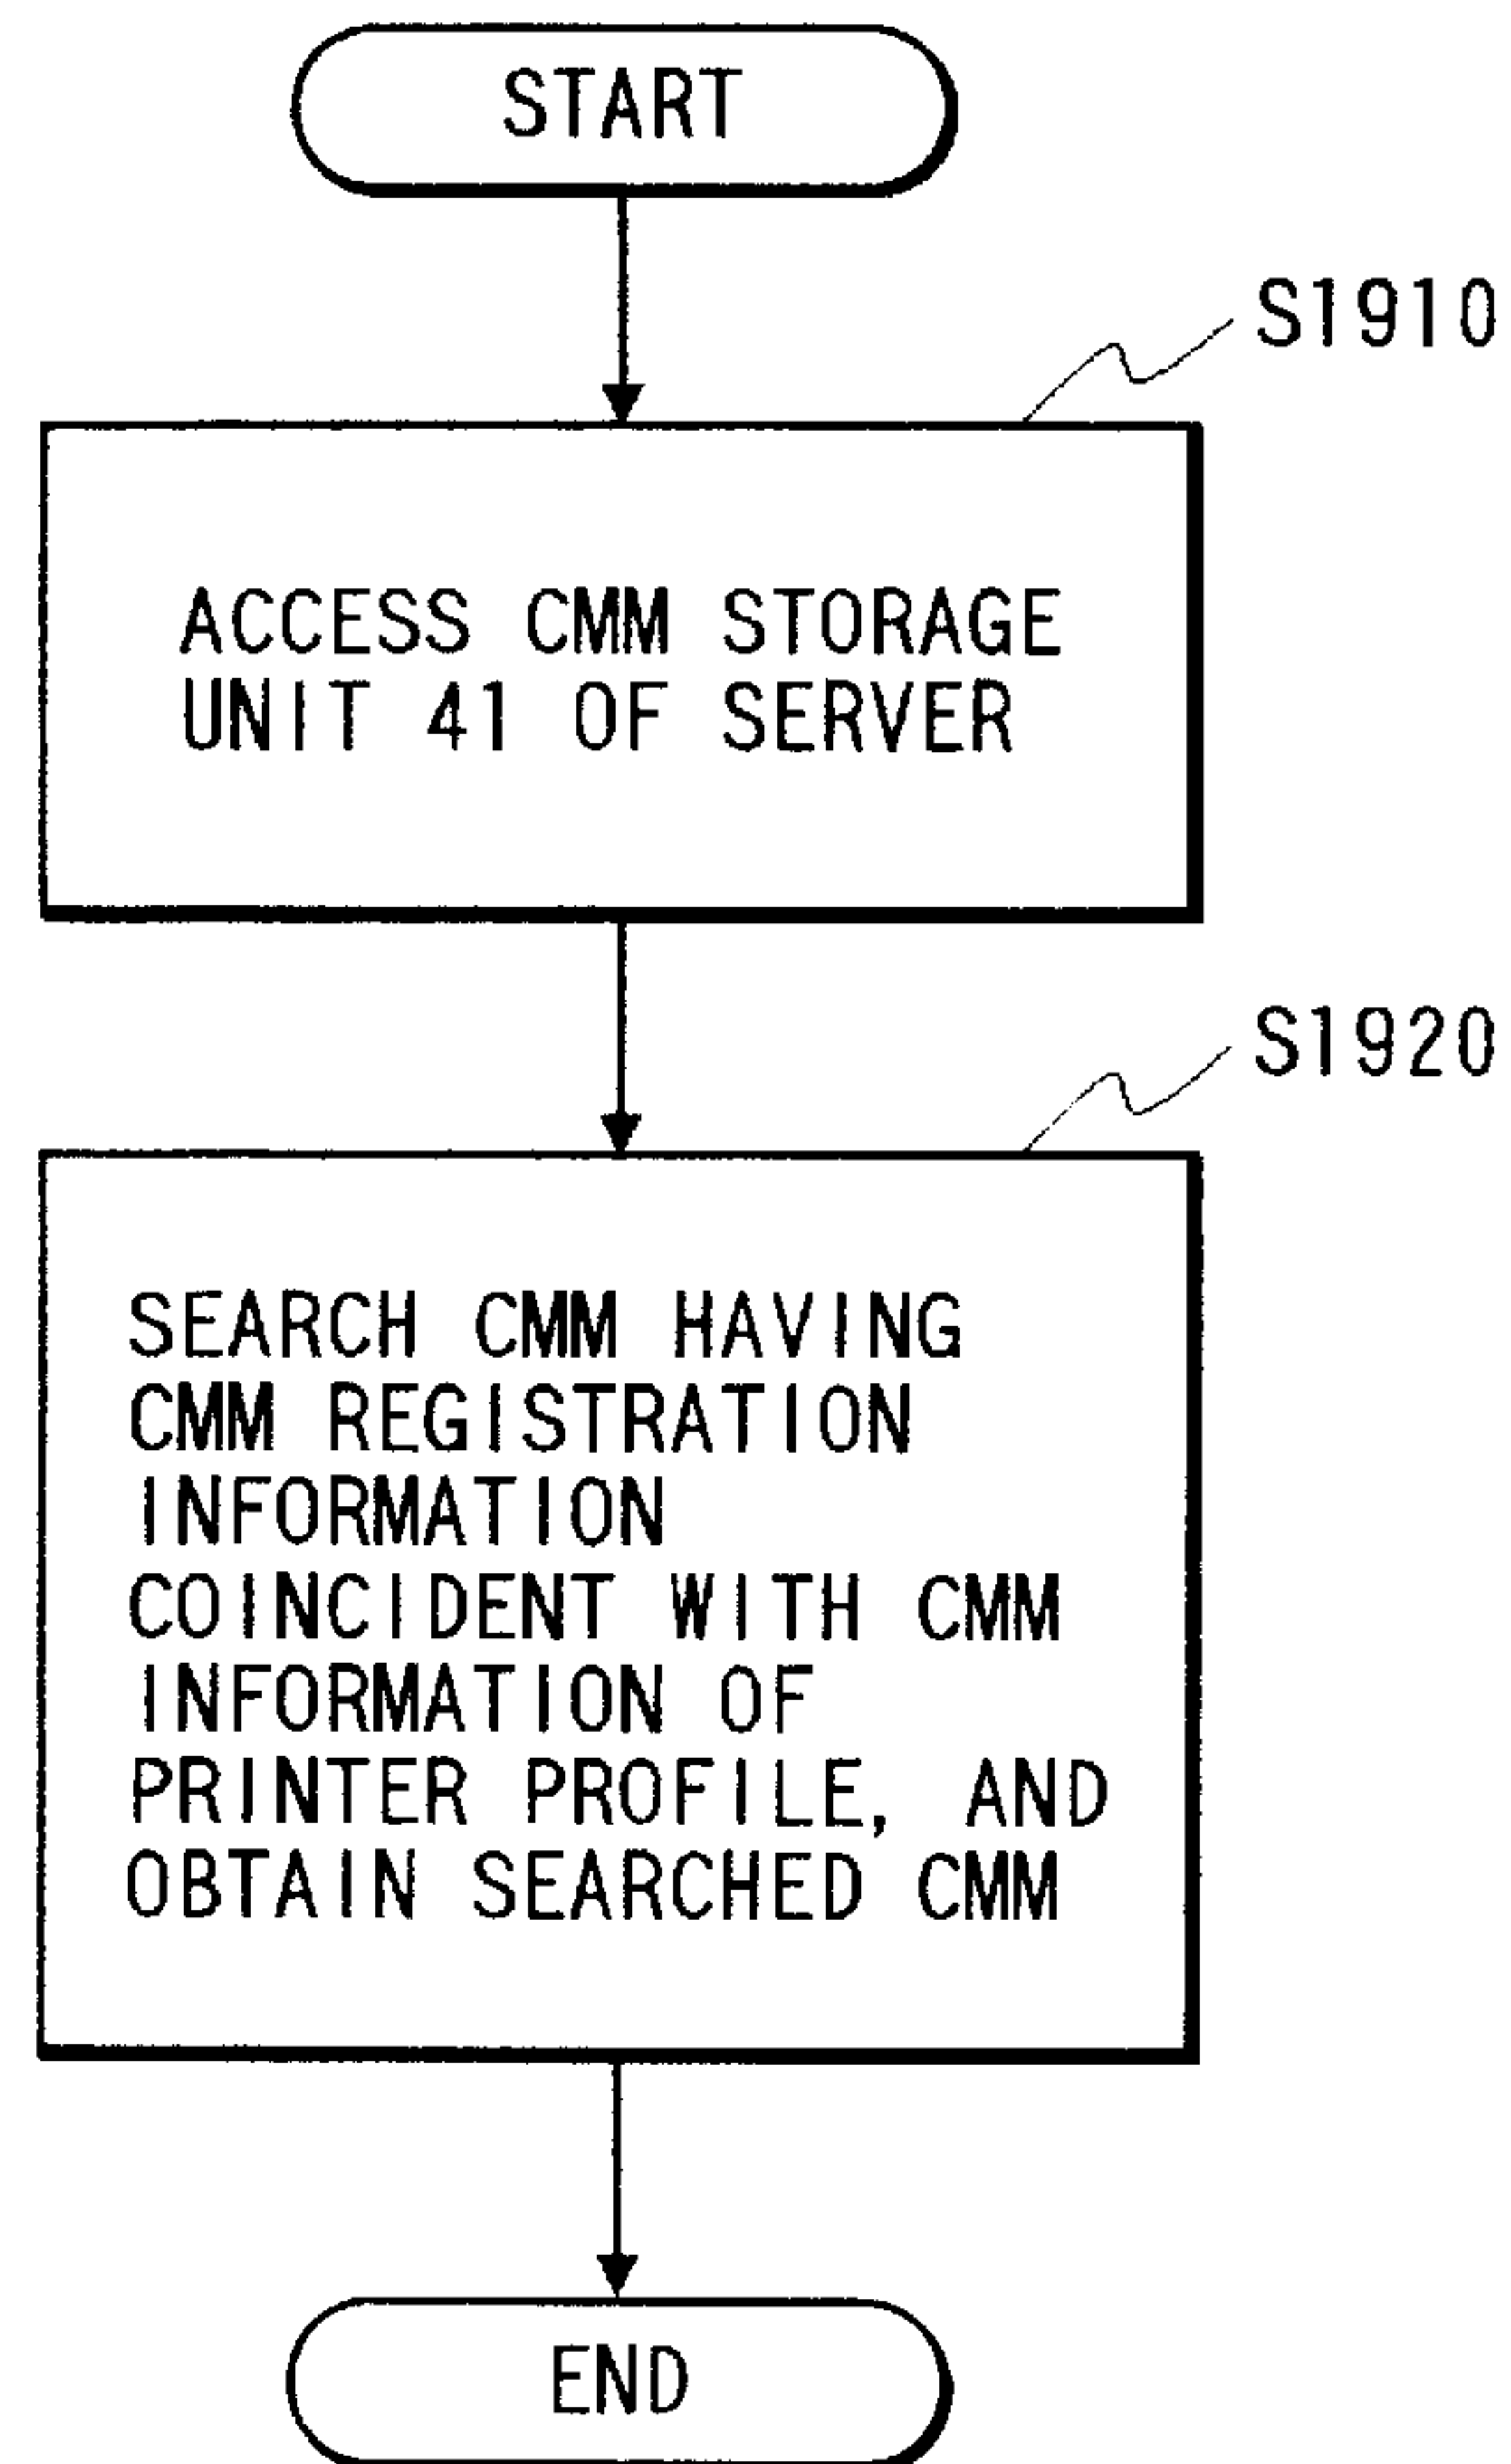 START
S1910
ACCESS CMM STORAGE
UNIT 41 OF SERVER
S1920
SEARCH CMM HAVING
CMM REGISTRATION
INFORMATION
COINCIDENT WITH CMM
INFORMATION OF
PRINTER PROFILE, AND
OBTAIN SEARCHED CMM
END